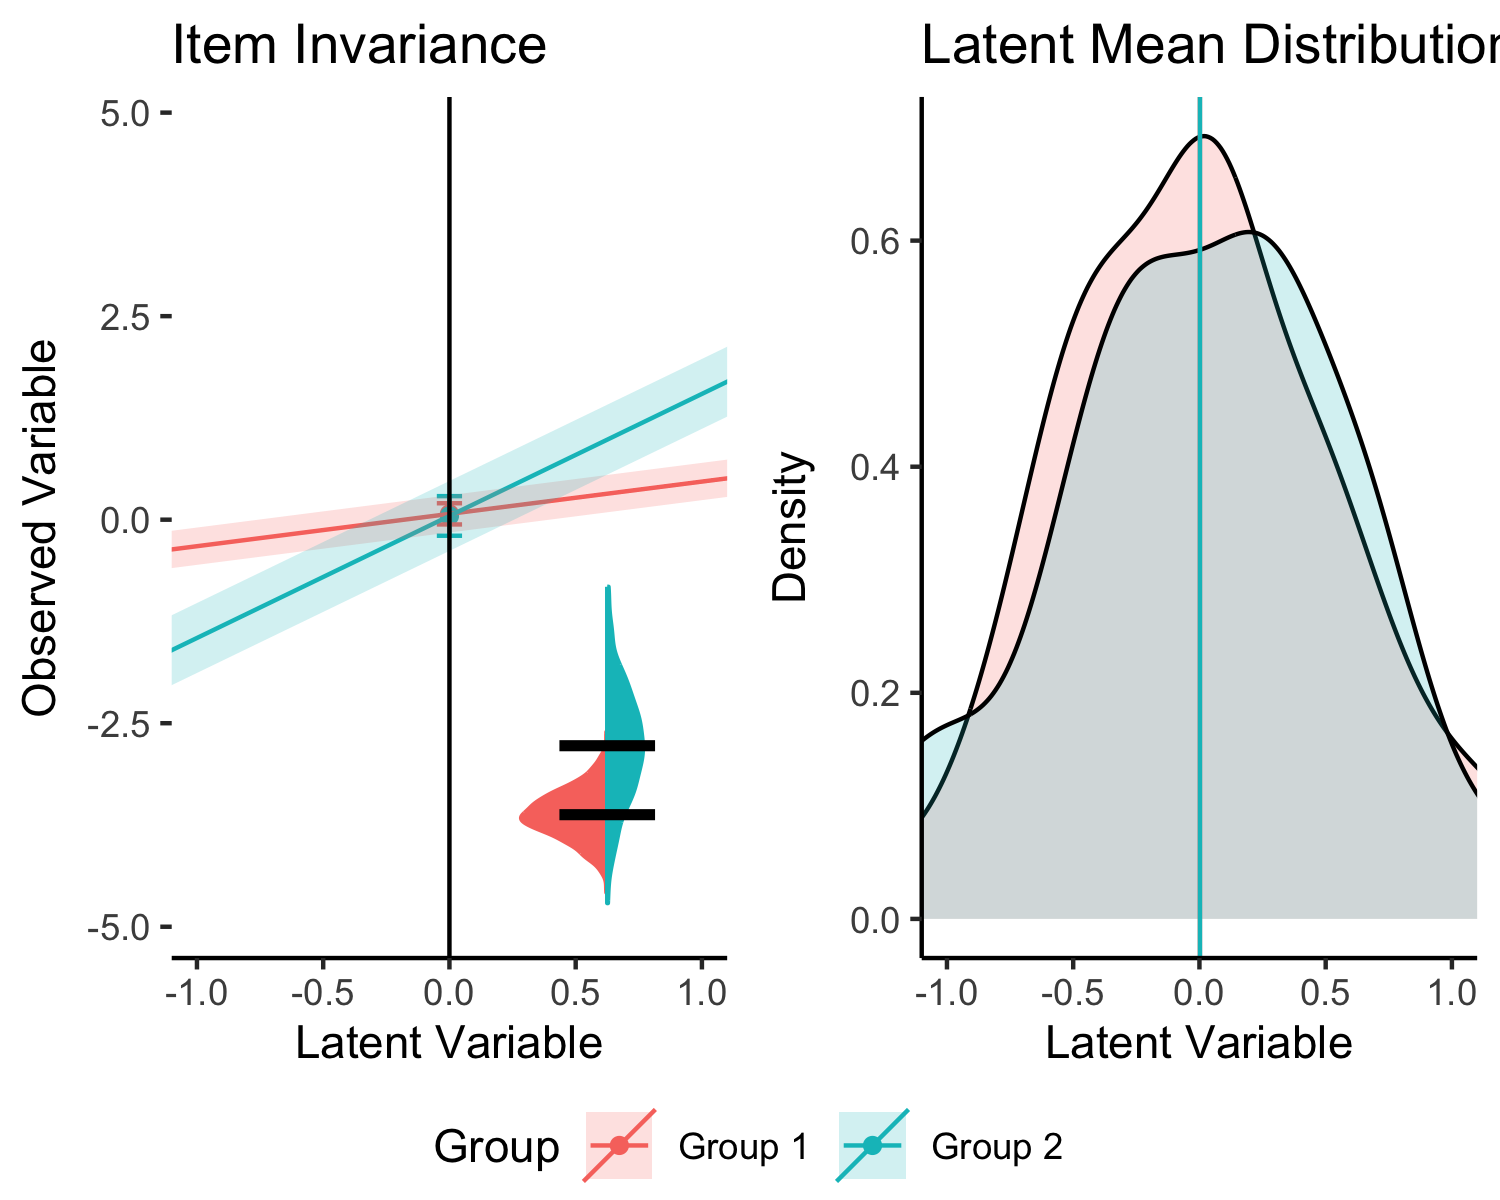 Item Invariance
Observed Variable
5.0
2.5
0.0
-2.5
-5.0
-1.0 -0.5 0.0 0.5 1.0
Latent Variable
Latent Mean Distribution
Density
0.6
0.4
0.2
0.0
-1.0 -0.5 0.0 0.5 1.0
Latent Variable
Group Group 1 Group 2